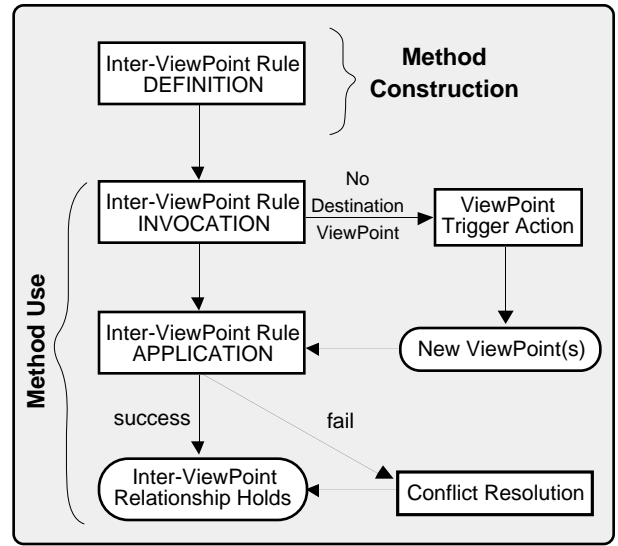 Inter-ViewPoint Rule
DEFINITION
Method
Construction
Inter-ViewPoint Rule
INVOCATION
No
Destination
ViewPoint
ViewPoint
Trigger Action
Method Use
Inter-ViewPoint Rule
APPLICATION
New ViewPoint(s)
success
fail
Inter-ViewPoint
Relationship Holds
Conflict Resolution